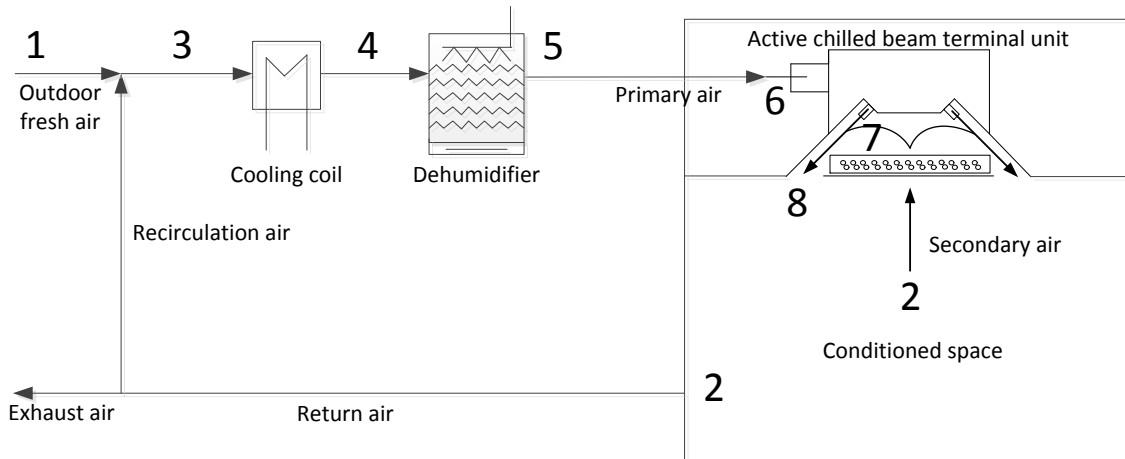 1
3
4
5
Active chilled beam terminal unit
Outdoor
fresh air
Primary air
6
7
Cooling coil
Dehumidifier
8
Recirculation air
Secondary air
2
Conditioned space
2
Exhaust air
Return air